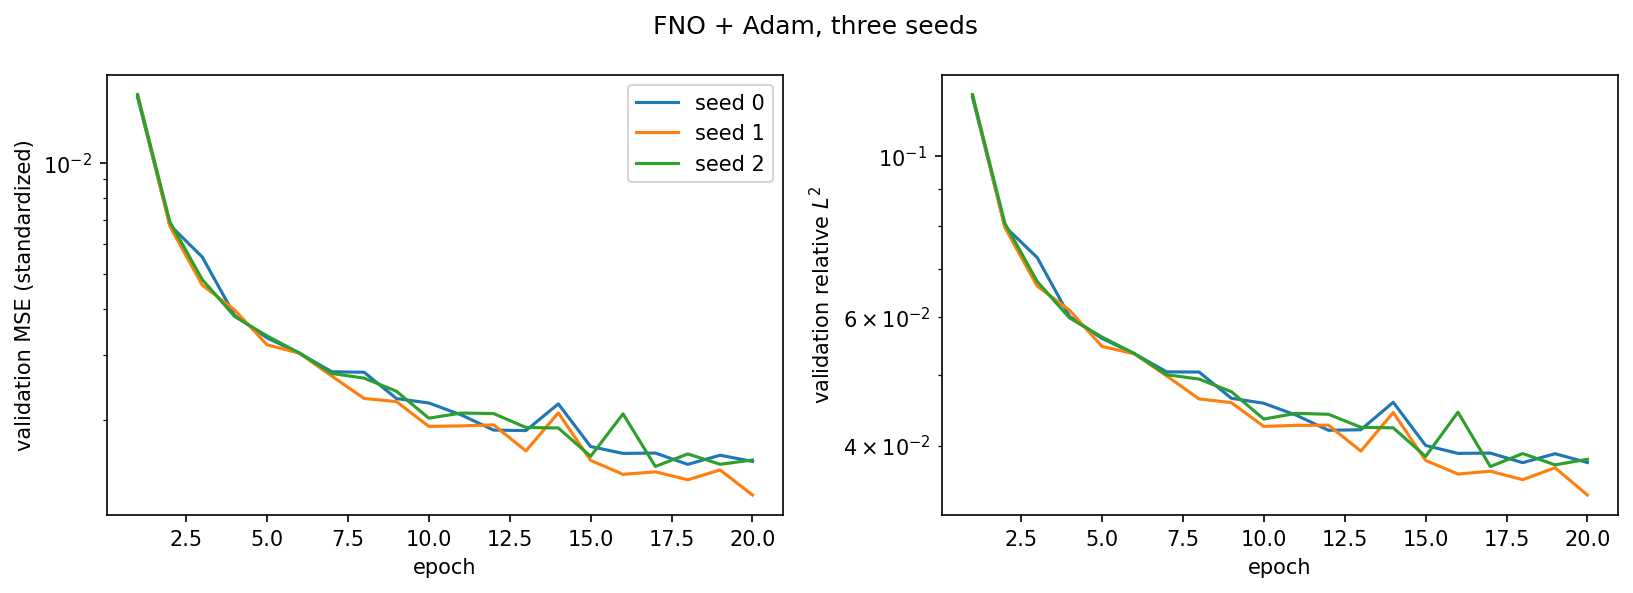 FNO + Adam, three seeds
validation MSE (standardized)
10⁻²
seed 0
seed 1
seed 2
2.5 5.0 7.5 10.0 12.5 15.0 17.5 20.0
epoch
validation relative L²
10⁻¹
6 × 10⁻²
4 × 10⁻²
2.5 5.0 7.5 10.0 12.5 15.0 17.5 20.0
epoch